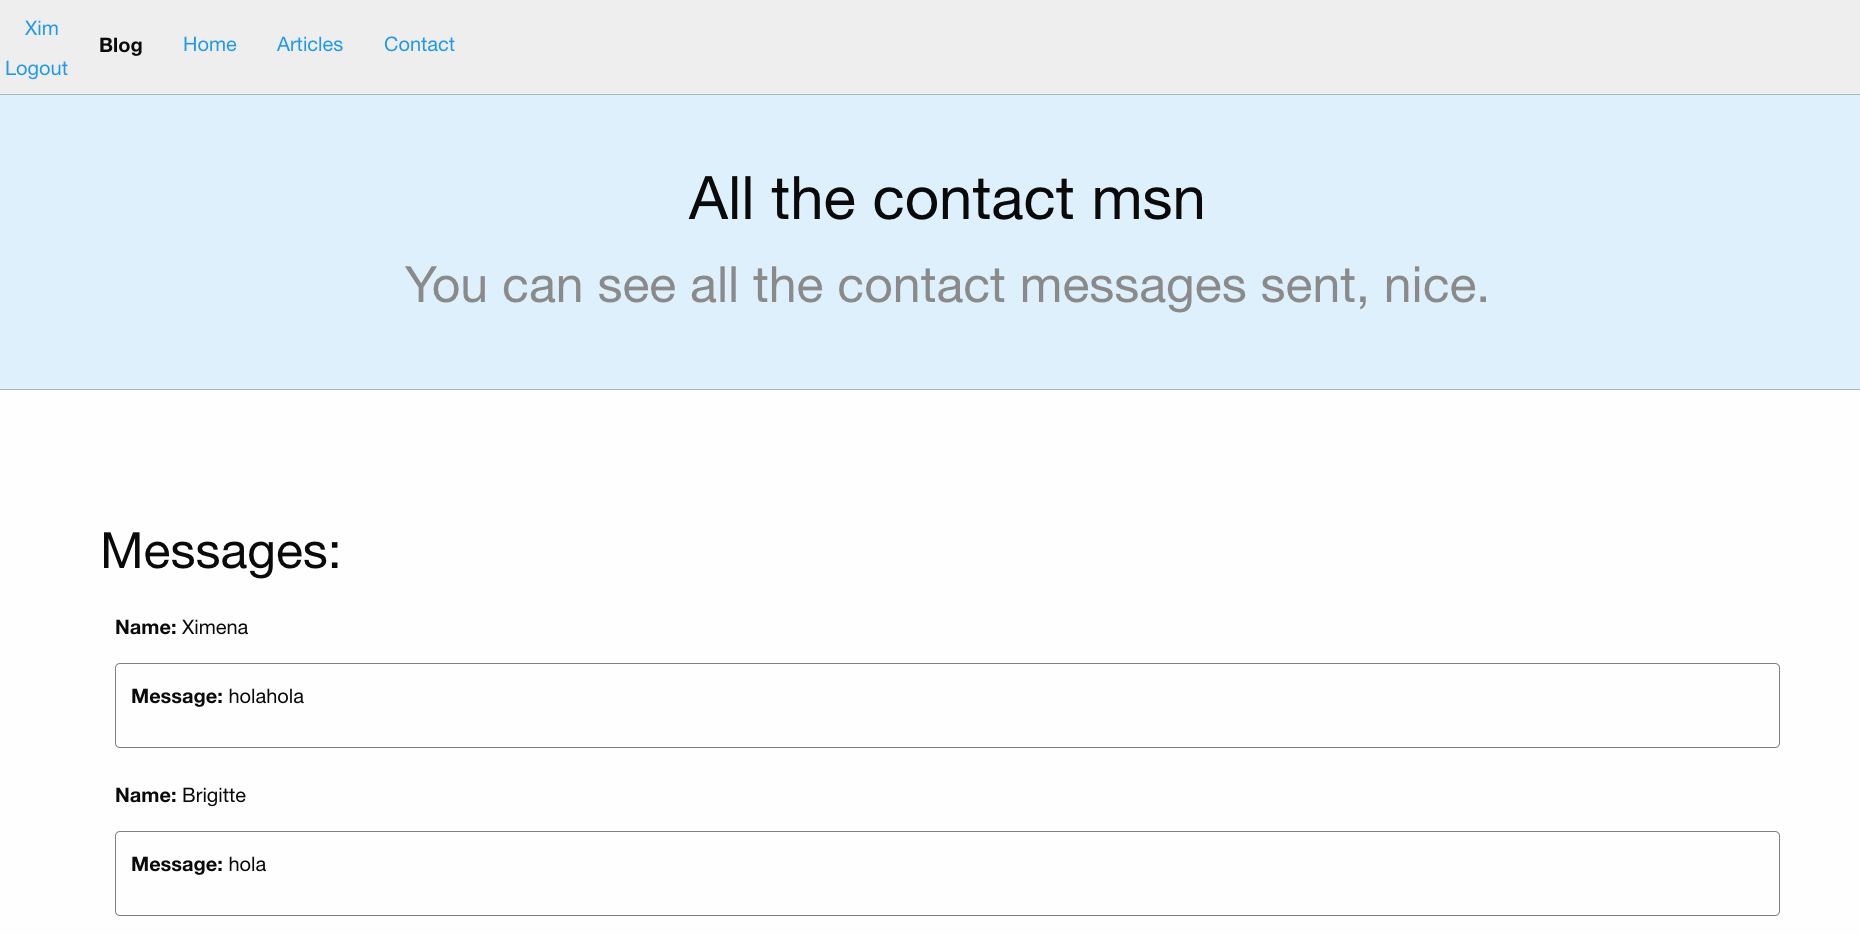 Xim
Logout
Blog Home Articles Contact
All the contact msn
You can see all the contact messages sent, nice.
Messages:
Name: Ximena
Message: holahola
Name: Brigitte
Message: hola